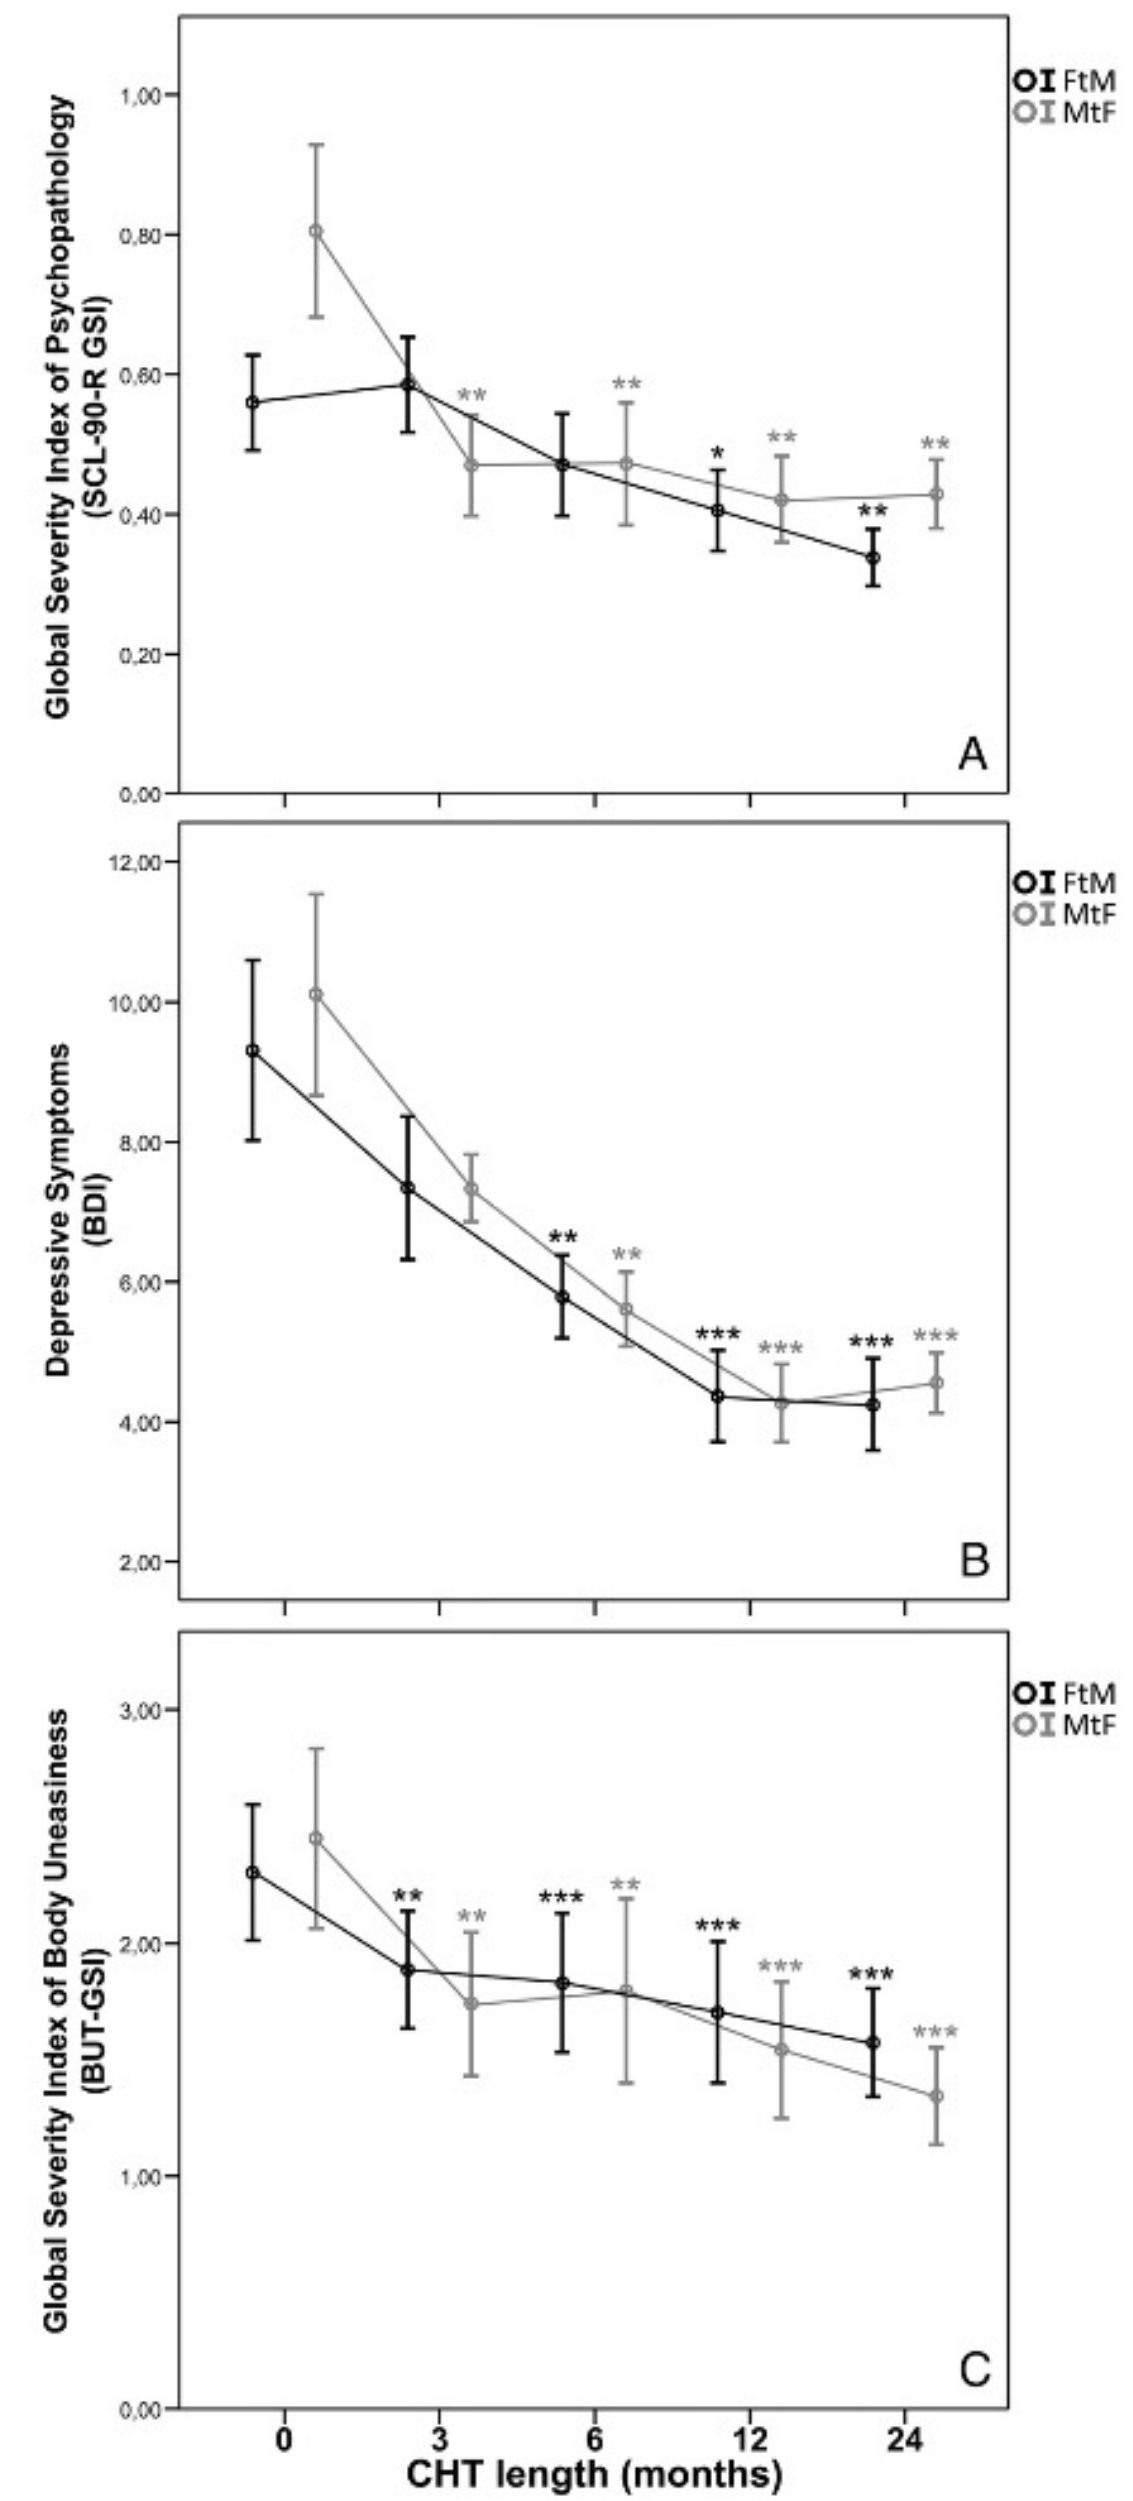 Global Severity Index of Psychopathology
(SCL-90-R GSI)
1,00
0,80
0,60
0,40
0,20
0,00
FtM
MtF
**
**
*
**
**
**
A
Depressive Symptoms
(BDI)
12,00
10,00
8,00
6,00
4,00
2,00
FtM
MtF
**
**
***
***
***
***
B
Global Severity Index of Body Uneasiness
(BUT-GSI)
3,00
2,00
1,00
0,00
FtM
MtF
**
**
***
**
***
***
***
***
C
0 3 6 12 24
CHT length (months)